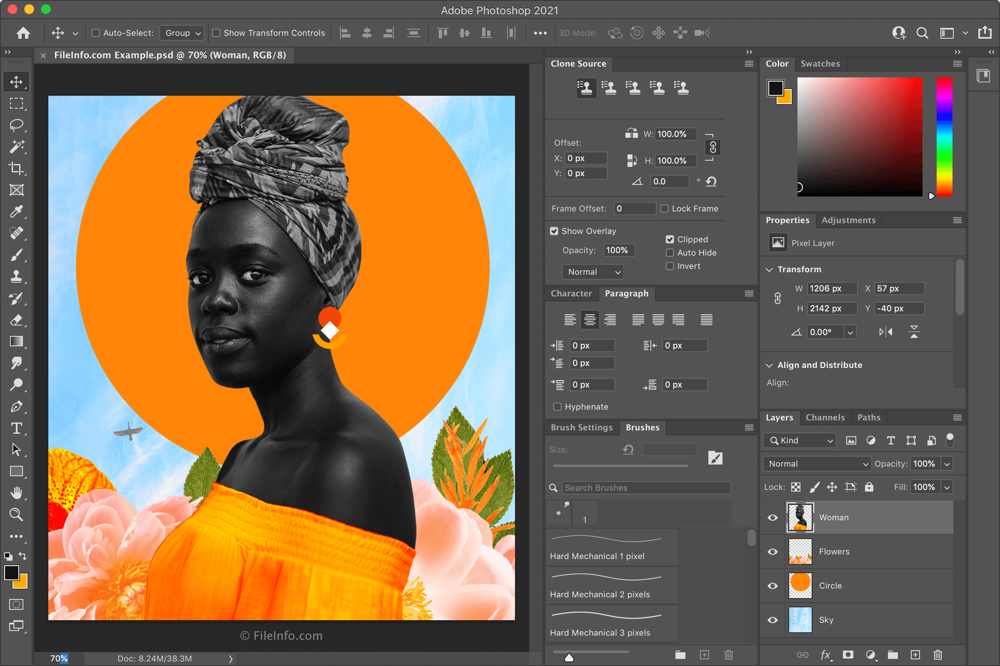 Adobe Photoshop 2021
Auto-Select: Group Show Transform Controls 3D Mode:
FileInfo.com Example.psd @ 70% (Woman, RGB/8)
© FileInfo.com
70% Doc: 8.24M/38.3M
T
Clone Source
W: 100.0%
Offset:
X: 0 px
H: 100.0%
Y: 0 px
0.0 °
Frame Offset: 0 Lock Frame
Show Overlay
Clipped
Opacity: 100%
Auto Hide
Invert
Normal
Character Paragraph
0 px 0 px
0 px
0 px 0 px
Hyphenate
Brush Settings Brushes
Size:
Search Brushes
1
Hard Mechanical 1 pixel
Hard Mechanical 2 pixels
Hard Mechanical 3 pixels
Color Swatches
Properties Adjustments
Pixel Layer
Transform
W 1206 px X 57 px
H 2142 px Y -40 px
0.00°
Align and Distribute
Align:
Layers Channels Paths
Kind T
Normal Opacity: 100%
Lock: Fill: 100%
Woman
Flowers
Circle
Sky
fx